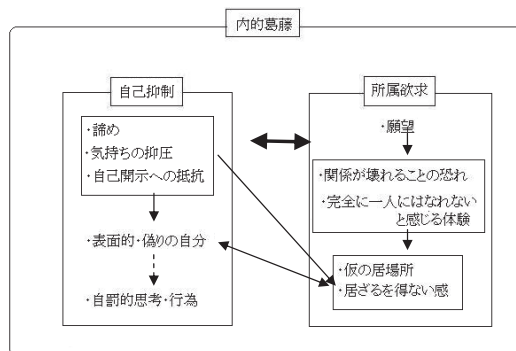 内的葛藤
自己抑制
・諦め
・気持ちの抑圧
・自己開示への抵抗
・表面的・偽りの自分
・自罰的思考・行為
所属欲求
・願望
・関係が壊れることの恐れ
・完全に一人にはなれない
と感じる体験
・仮の居場所
・居ざるを得ない感